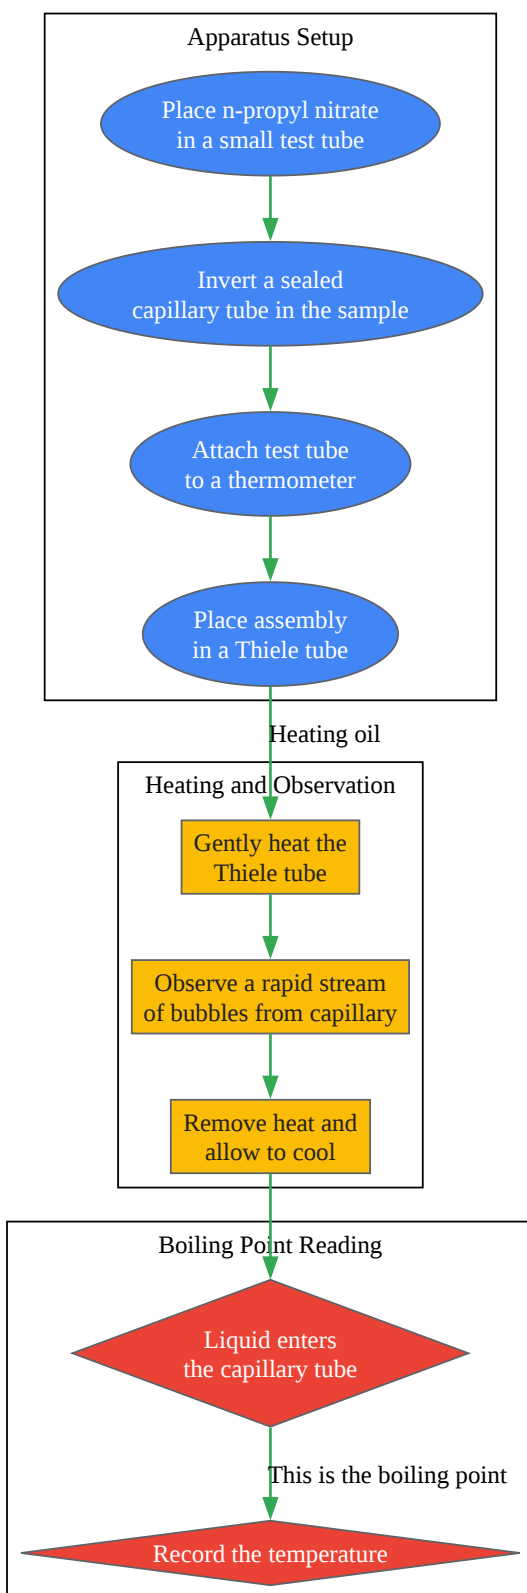 Apparatus Setup
Place n-propyl nitrate
in a small test tube
Invert a sealed
capillary tube in the sample
Attach test tube
to a thermometer
Place assembly
in a Thiele tube
Heating oil
Heating and Observation
Gently heat the
Thiele tube
Observe a rapid stream
of bubbles from capillary
Remove heat and
allow to cool
Boiling Point Reading
Liquid enters
the capillary tube
This is the boiling point
Record the temperature